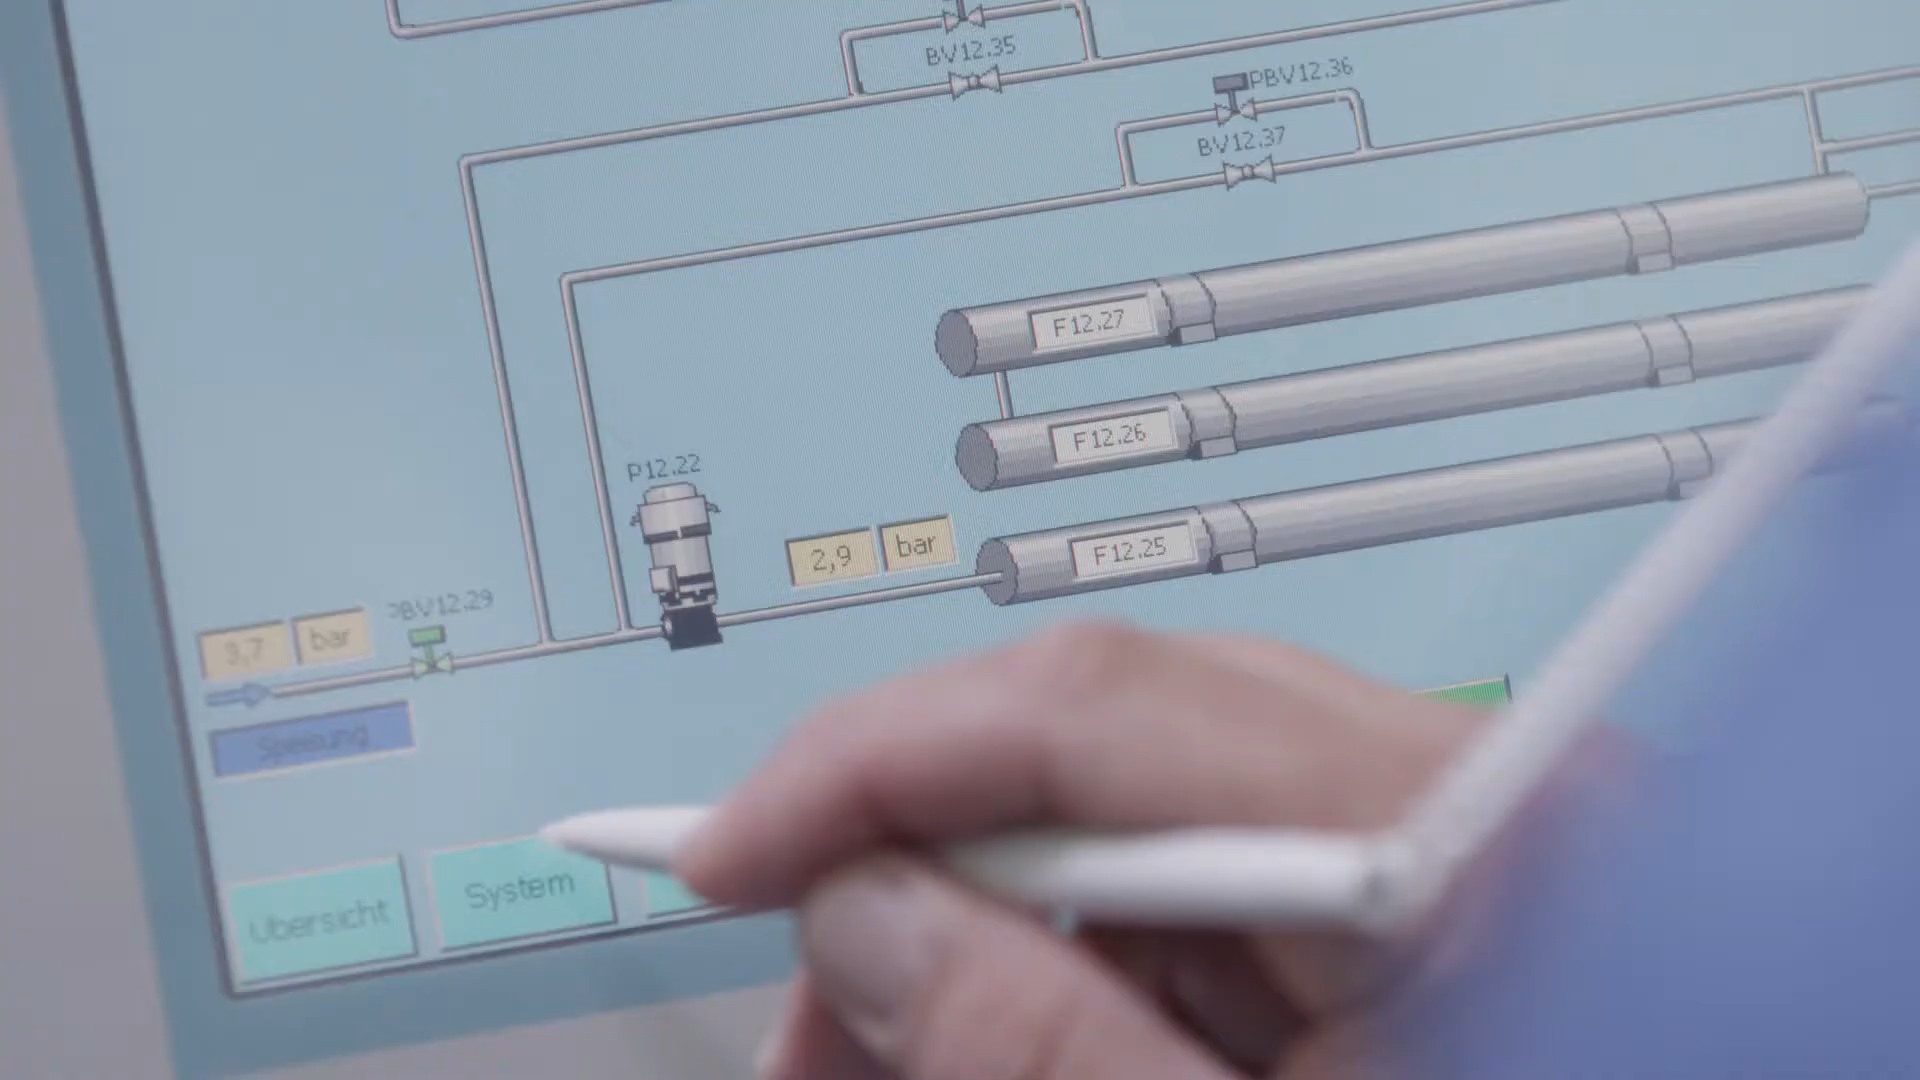 BV12.35
PBV12.36
BV12.37
F12.27
F12.26
P12.22
F12.25
2,9 bar
PBV12.29
3,7 bar
Speisung
Übersicht
System